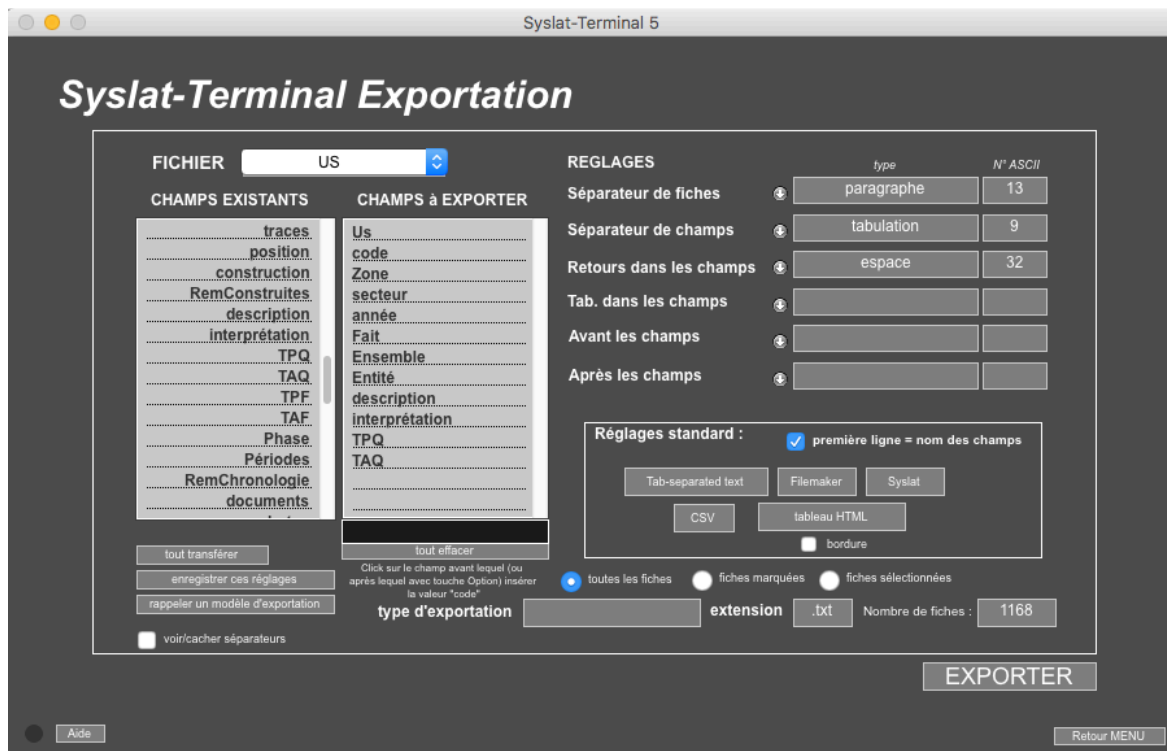 Syslat-Terminal 5
Syslat-Terminal Exportation
FICHIER
US
CHAMPS EXISTANTS
traces
position
construction
RemConstruites
description
interprétation
TPQ
TAQ
TPF
TAF
Phase
Périodes
RemChronologie
documents
CHAMPS à EXPORTER
Us
code
Zone
secteur
année
Fait
Ensemble
Entité
description
interprétation
TPQ
TAQ
REGLAGES
type
N° ASCII
Séparateur de fiches
paragraphe
13
Séparateur de champs
tabulation
9
Retours dans les champs
espace
32
Tab. dans les champs
Avant les champs
Après les champs
Réglages standard :
première ligne = nom des champs
Tab-separated text
Filemaker
Syslat
CSV
tableau HTML
bordure
tout transférer
enregistrer ces réglages
rappeler un modèle d'exportation
voir/cacher séparateurs
tout effacer
Click sur le champ avant lequel (ou
après lequel avec touche Option) insérer
la valeur "code"
toutes les fiches
fiches marquées
fiches sélectionnées
type d'exportation
extension
.txt
Nombre de fiches :
1168
EXPORTER
Aide
Retour MENU